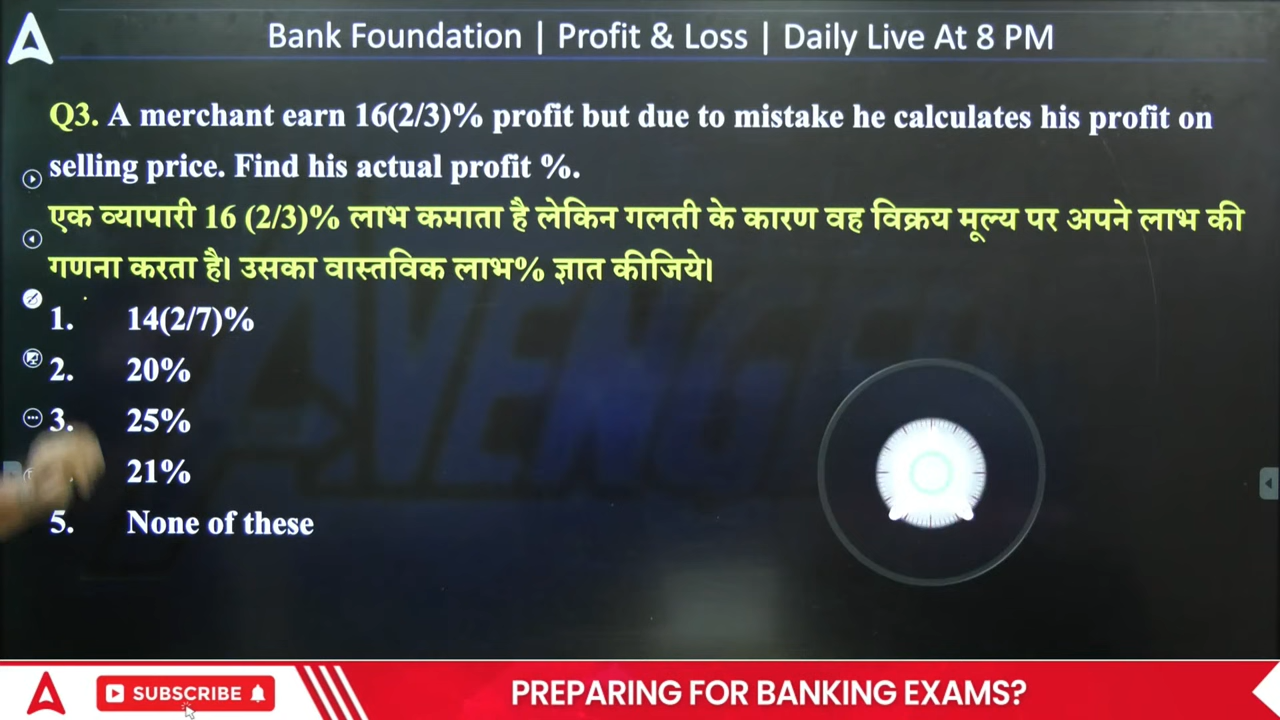 Bank Foundation | Profit & Loss | Daily Live At 8 PM
Q3. A merchant earn 16(2/3)% profit but due to mistake he calculates his profit on
selling price. Find his actual profit %.
एक व्यापारी 16 (2/3)% लाभ कमाता है लेकिन गलती के कारण वह विक्रय मूल्य पर अपने लाभ की
गणना करता है। उसका वास्तविक लाभ% ज्ञात कीजिये।
1. 14(2/7)%
2. 20%
3. 25%
21%
5. None of these
AVENGER
SUBSCRIBE
PREPARING FOR BANKING EXAMS?